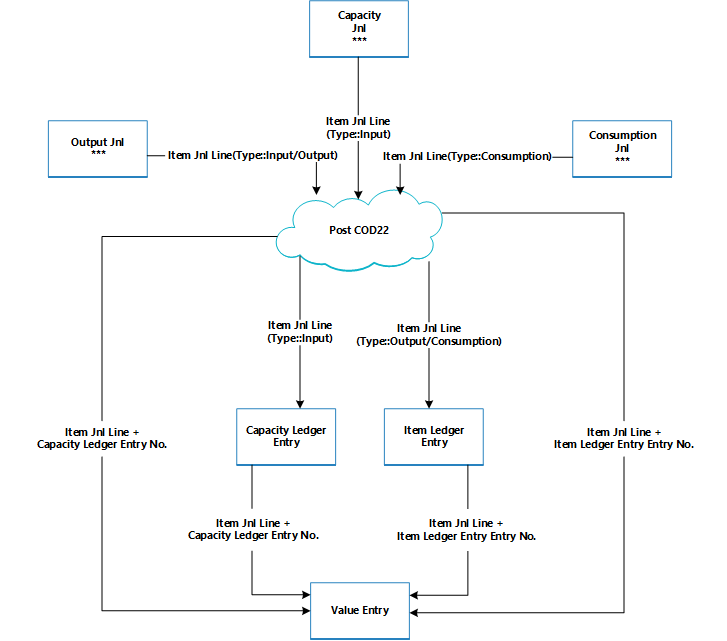 Capacity
Jnl
***
Item Jnl Line
(Type::Input)
Output Jnl
***
Item Jnl Line(Type::Input/Output)
Item Jnl Line(Type::Consumption)
Consumption
Jnl
***
Post COD22
Item Jnl Line
(Type::Input)
Item Jnl Line
(Type::Output/Consumption)
Item Jnl Line +
Capacity Ledger Entry No.
Capacity Ledger
Entry
Item Ledger
Entry
Item Jnl Line +
Item Ledger Entry Entry No.
Item Jnl Line +
Capacity Ledger Entry No.
Item Jnl Line +
Item Ledger Entry Entry No.
Value Entry